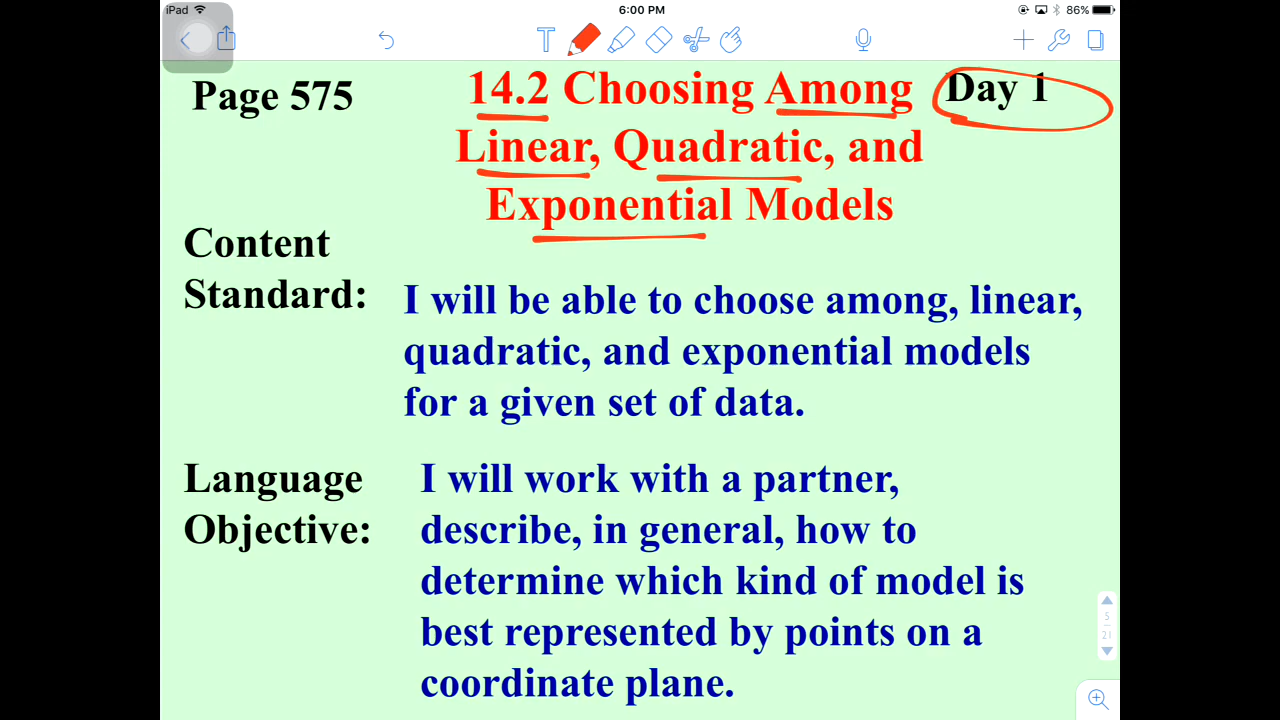 iPad 6:00 PM 86%
T
Page 575
14.2 Choosing Among
Linear, Quadratic, and
Exponential Models
Day 1
Content
Standard:
I will be able to choose among, linear,
quadratic, and exponential models
for a given set of data.
Language
Objective:
I will work with a partner,
describe, in general, how to
determine which kind of model is
best represented by points on a
coordinate plane.
5
21